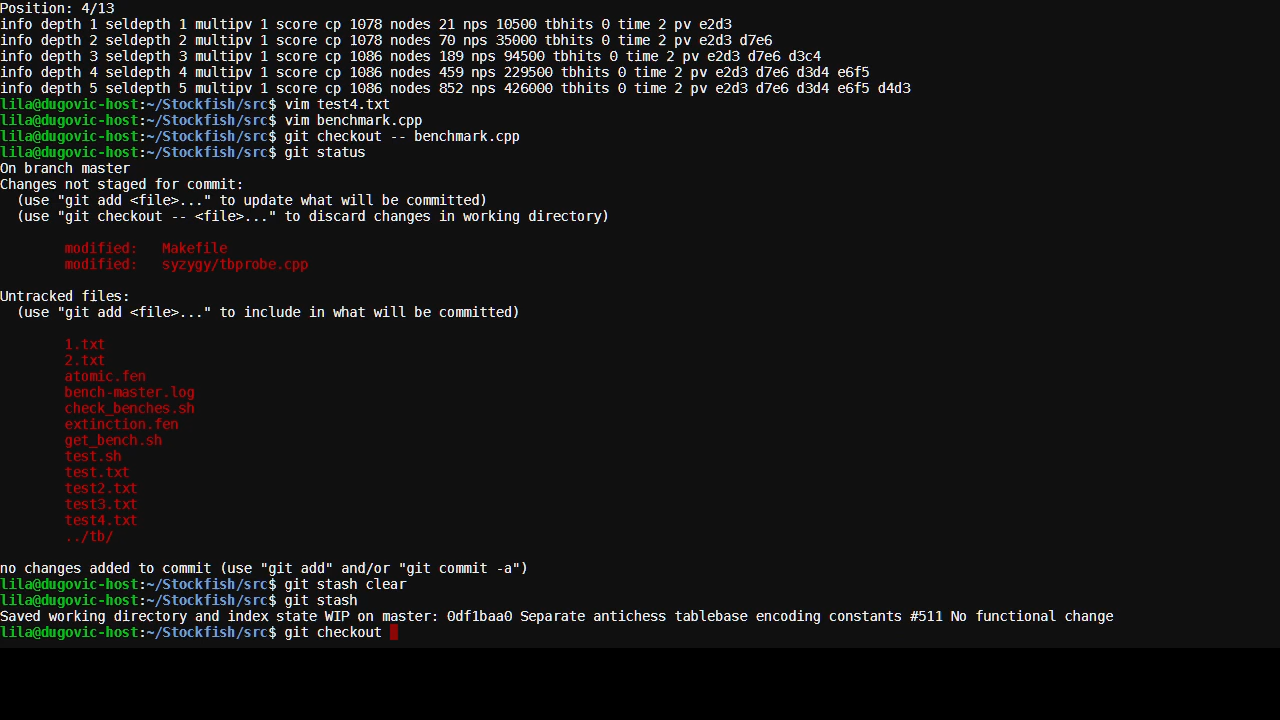 Position: 4/13
info depth 1 seldepth 1 multipv 1 score cp 1078 nodes 21 nps 10500 tbhits 0 time 2 pv e2d3
info depth 2 seldepth 2 multipv 1 score cp 1078 nodes 70 nps 35000 tbhits 0 time 2 pv e2d3 d7e6
info depth 3 seldepth 3 multipv 1 score cp 1086 nodes 189 nps 94500 tbhits 0 time 2 pv e2d3 d7e6 d3c4
info depth 4 seldepth 4 multipv 1 score cp 1086 nodes 459 nps 229500 tbhits 0 time 2 pv e2d3 d7e6 d3d4 e6f5
info depth 5 seldepth 5 multipv 1 score cp 1086 nodes 852 nps 426000 tbhits 0 time 2 pv e2d3 d7e6 d3d4 e6f5 d4d3
lila@dugovic-host:~/Stockfish/src$ vim test4.txt
lila@dugovic-host:~/Stockfish/src$ vim benchmark.cpp
lila@dugovic-host:~/Stockfish/src$ git checkout -- benchmark.cpp
lila@dugovic-host:~/Stockfish/src$ git status
On branch master
Changes not staged for commit:
  (use "git add <file>..." to update what will be committed)
  (use "git checkout -- <file>..." to discard changes in working directory)
        modified:   Makefile
        modified:   syzygy/tbprobe.cpp
Untracked files:
  (use "git add <file>..." to include in what will be committed)
        1.txt
        2.txt
        atomic.fen
        bench-master.log
        check_benches.sh
        extinction.fen
        get_bench.sh
        test.sh
        test.txt
        test2.txt
        test3.txt
        test4.txt
        ../tb/
no changes added to commit (use "git add" and/or "git commit -a")
lila@dugovic-host:~/Stockfish/src$ git stash clear
lila@dugovic-host:~/Stockfish/src$ git stash
Saved working directory and index state WIP on master: 0df1baa0 Separate antichess tablebase encoding constants #511 No functional change
lila@dugovic-host:~/Stockfish/src$ git checkout